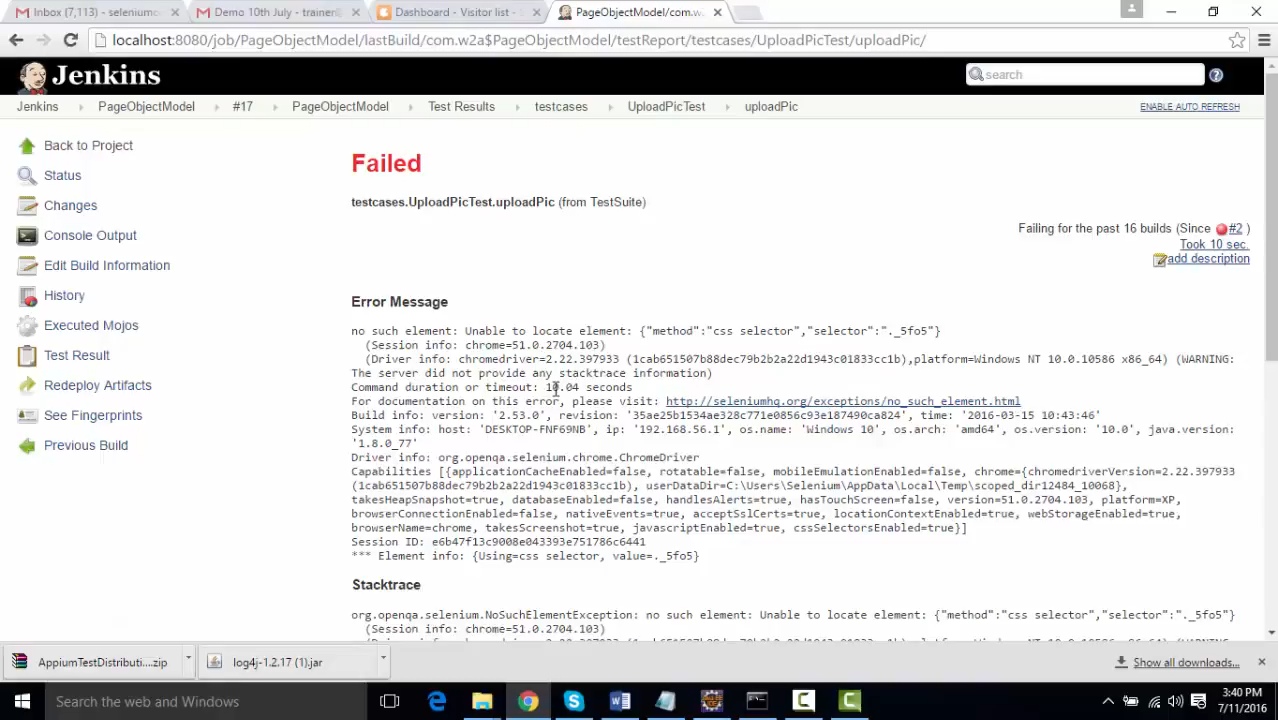 Inbox (7,113) - seleniumc
Demo 10th July - trainer@
Dashboard - Visitor list -
PageObjectModel/com.w.
localhost:8080/job/PageObjectModel/lastBuild/com.w2a$PageObjectModel/testReport/testcases/UploadPicTest/uploadPic/
Jenkins
search
Jenkins PageObjectModel #17 PageObjectModel Test Results testcases UploadPicTest uploadPic ENABLE AUTO REFRESH
Back to Project
Status
Changes
Console Output
Edit Build Information
History
Executed Mojos
Test Result
Redeploy Artifacts
See Fingerprints
Previous Build
Failed
testcases.UploadPicTest.uploadPic (from TestSuite)
Failing for the past 16 builds (Since #2 )
Took 10 sec.
add description
Error Message
no such element: Unable to locate element: {"method":"css selector","selector":"._5fo5"}
(Session info: chrome=51.0.2704.103)
(Driver info: chromedriver=2.22.397933 (1cab651507b88dec79b2b2a22d1943c01833cc1b),platform=Windows NT 10.0.10586 x86_64) (WARNING:
The server did not provide any stacktrace information)
Command duration or timeout: 10.04 seconds
For documentation on this error, please visit: http://seleniumhq.org/exceptions/no_such_element.html
Build info: version: '2.53.0', revision: '35ae25b1534ae328c771e0856c93e187490ca824', time: '2016-03-15 10:43:46'
System info: host: 'DESKTOP-FNF69NB', ip: '192.168.56.1', os.name: 'Windows 10', os.arch: 'amd64', os.version: '10.0', java.version:
'1.8.0_77'
Driver info: org.openqa.selenium.chrome.ChromeDriver
Capabilities [{applicationCacheEnabled=false, rotatable=false, mobileEmulationEnabled=false, chrome={chromedriverVersion=2.22.397933
(1cab651507b88dec79b2b2a22d1943c01833cc1b), userDataDir=C:\Users\Selenium\AppData\Local\Temp\scoped_dir12484_10068},
takesHeapSnapshot=true, databaseEnabled=false, handlesAlerts=true, hasTouchScreen=false, version=51.0.2704.103, platform=XP,
browserConnectionEnabled=false, nativeEvents=true, acceptSslCerts=true, locationContextEnabled=true, webStorageEnabled=true,
browserName=chrome, takesScreenshot=true, javascriptEnabled=true, cssSelectorsEnabled=true}]
Session ID: e6b47f13c9008e043393e751786c6441
*** Element info: {Using=css selector, value=._5fo5}
Stacktrace
org.openqa.selenium.NoSuchElementException: no such element: Unable to locate element: {"method":"css selector","selector":"._5fo5"}
(Session info: chrome=51.0.2704.103)
AppiumTestDistributi....zip
log4j-1.2.17 (1).jar
Show all downloads...
Search the web and Windows
3:40 PM
7/11/2016